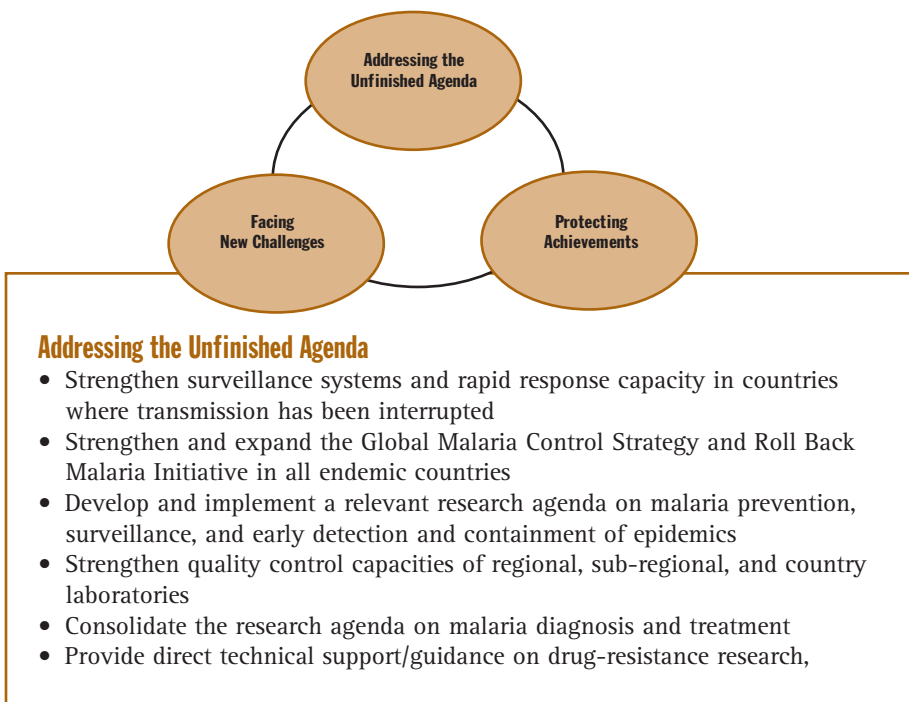 Addressing the
Unfinished Agenda
Facing
New Challenges
Protecting
Achievements
Addressing the Unfinished Agenda
• Strengthen surveillance systems and rapid response capacity in countries
where transmission has been interrupted
• Strengthen and expand the Global Malaria Control Strategy and Roll Back
Malaria Initiative in all endemic countries
• Develop and implement a relevant research agenda on malaria prevention,
surveillance, and early detection and containment of epidemics
• Strengthen quality control capacities of regional, sub-regional, and country
laboratories
• Consolidate the research agenda on malaria diagnosis and treatment
• Provide direct technical support/guidance on drug-resistance research,